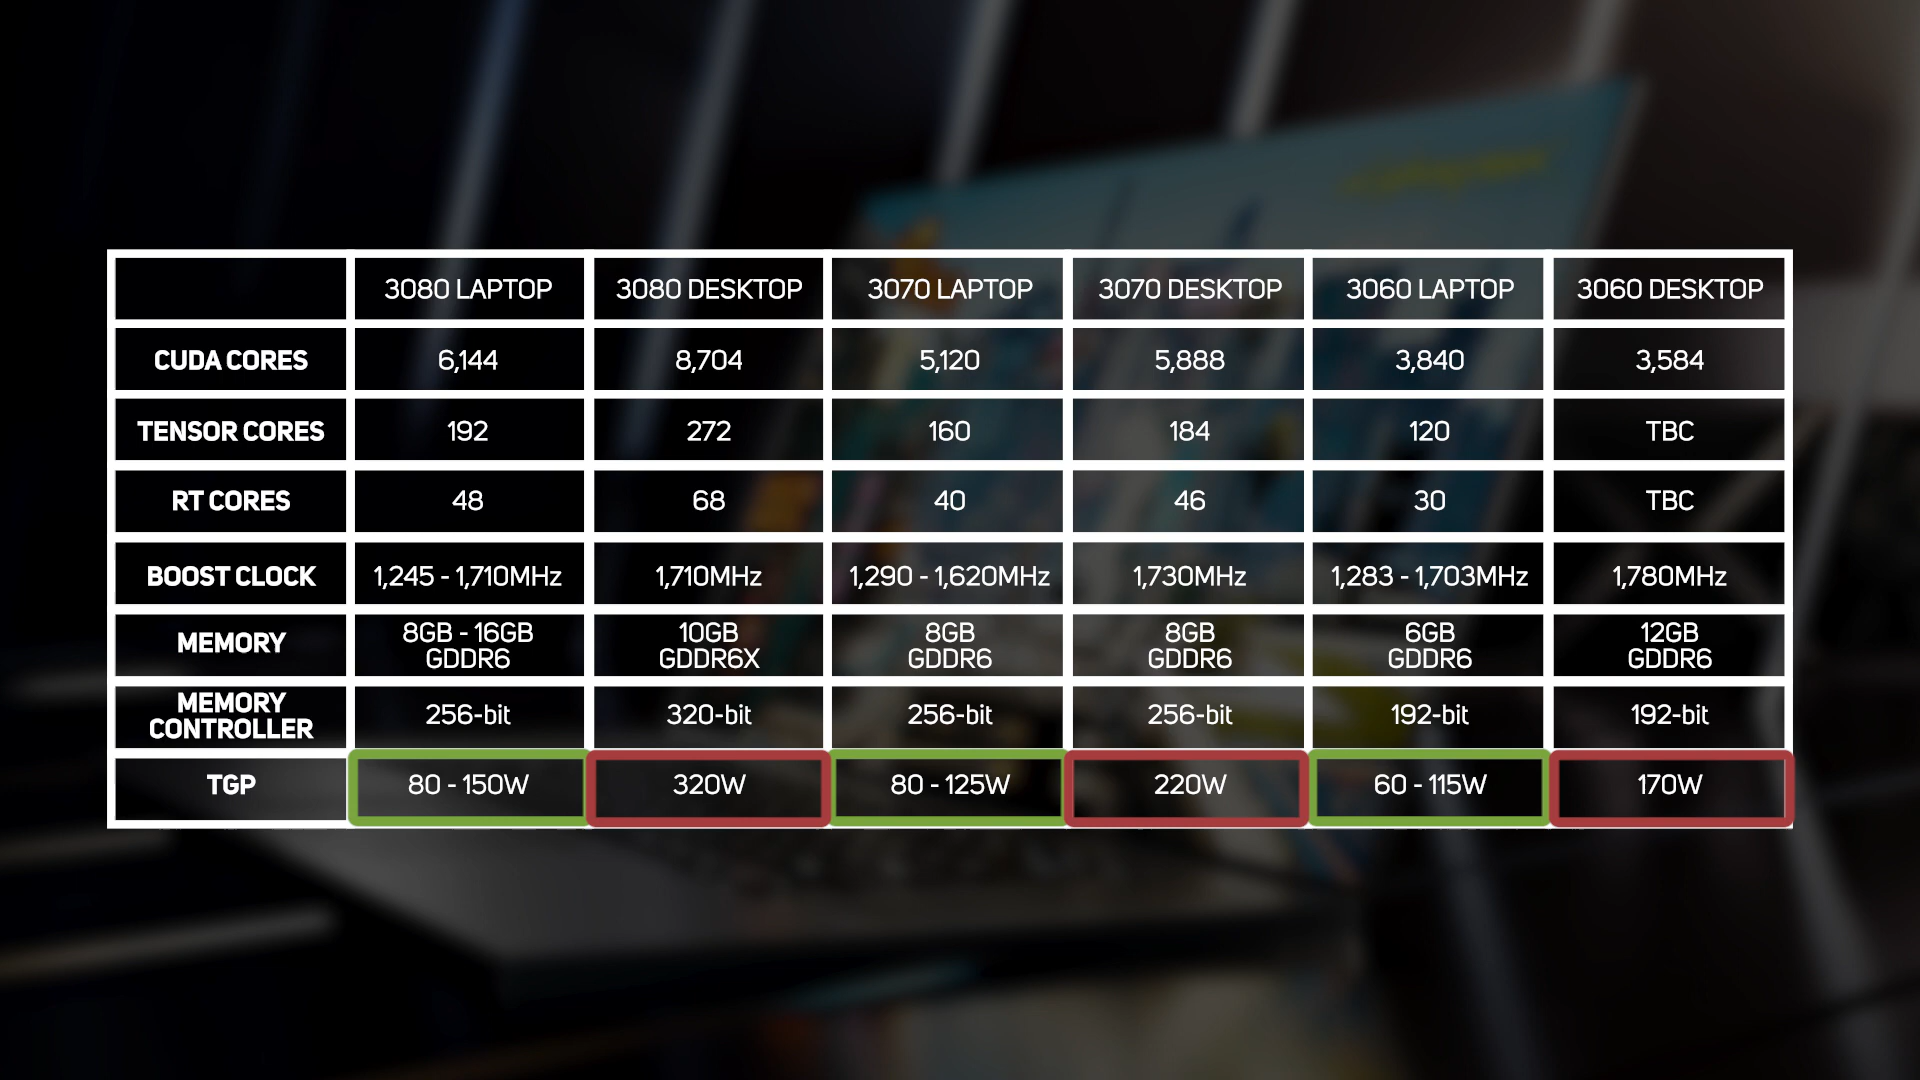 3080 LAPTOP 3080 DESKTOP 3070 LAPTOP 3070 DESKTOP 3060 LAPTOP 3060 DESKTOP
CUDA CORES 6,144 8,704 5,120 5,888 3,840 3,584
TENSOR CORES 192 272 160 184 120 TBC
RT CORES 48 68 40 46 30 TBC
BOOST CLOCK 1,245 - 1,710MHz 1,710MHz 1,290 - 1,620MHz 1,730MHz 1,283 - 1,703MHz 1,780MHz
MEMORY 8GB - 16GB GDDR6 10GB GDDR6X 8GB GDDR6 8GB GDDR6 6GB GDDR6 12GB GDDR6
MEMORY CONTROLLER 256-bit 320-bit 256-bit 256-bit 192-bit 192-bit
TGP 80 - 150W 320W 80 - 125W 220W 60 - 115W 170W